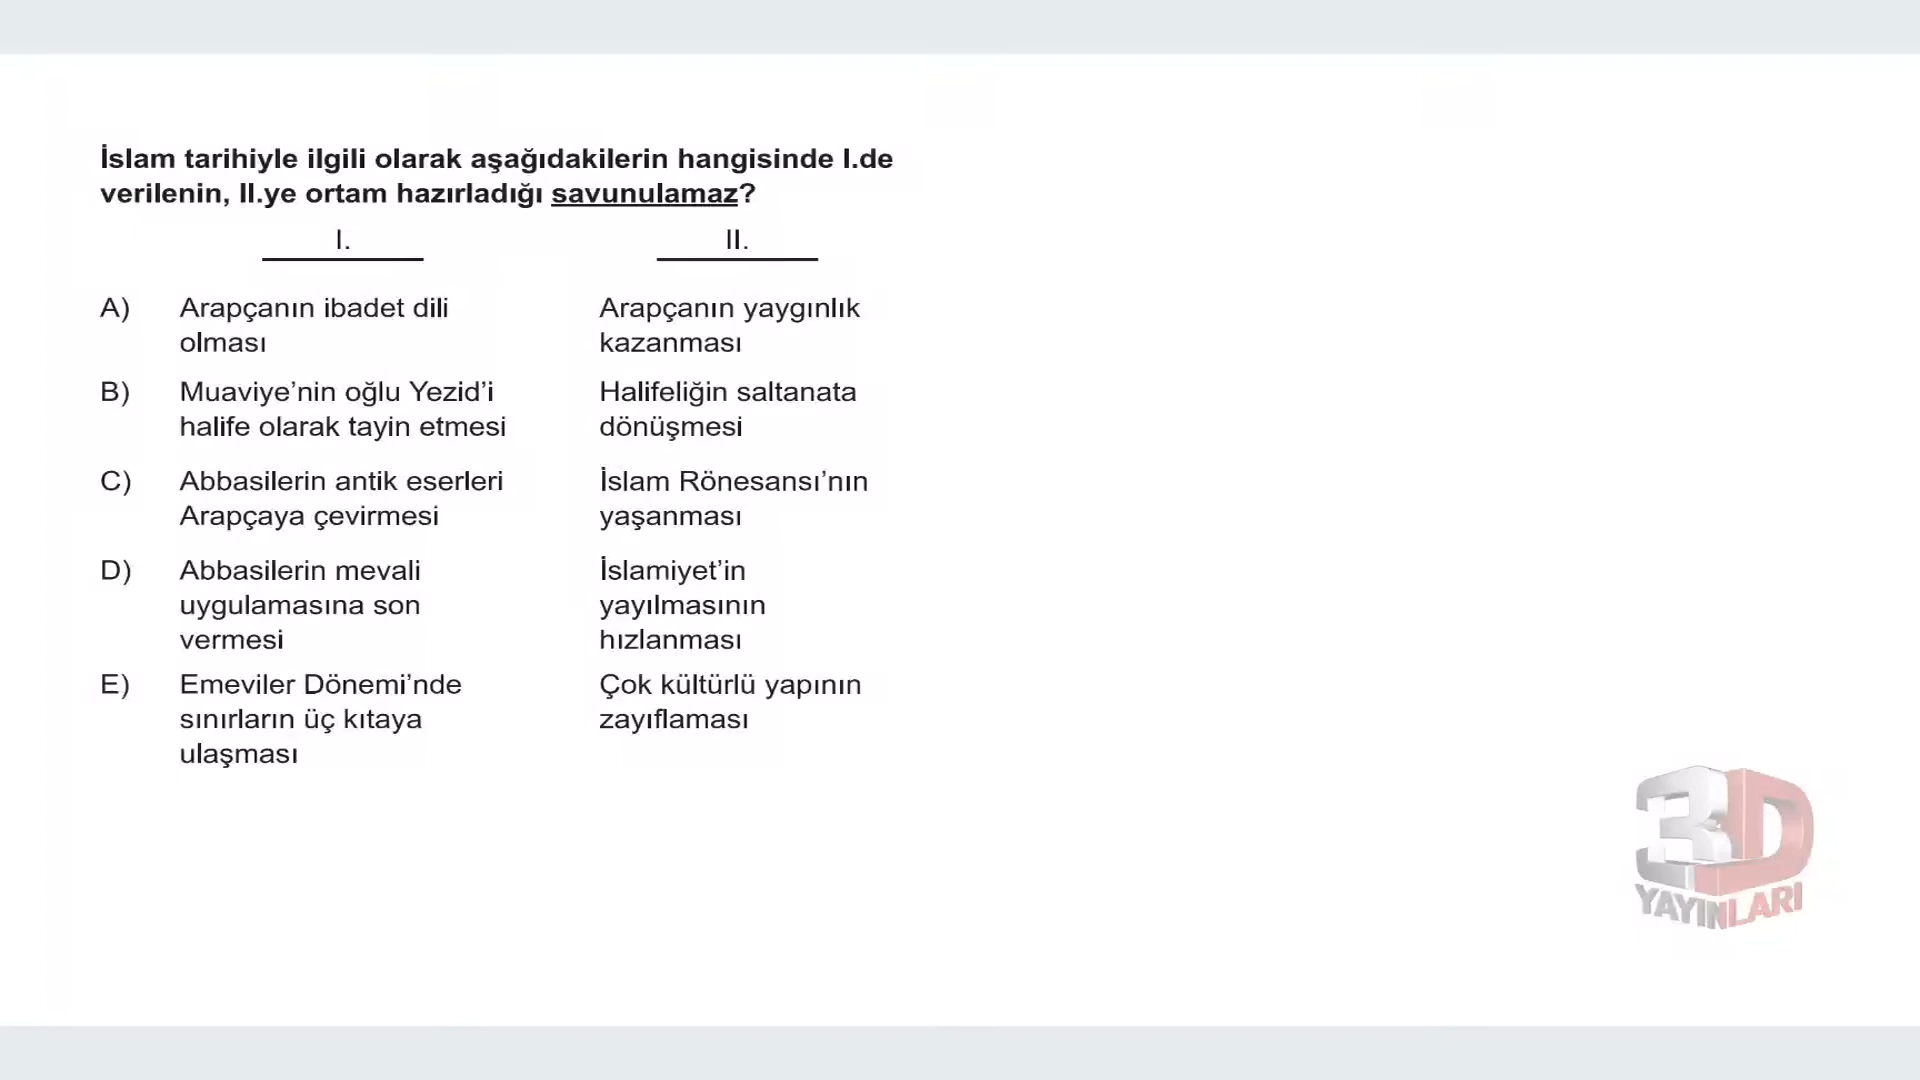 İslam tarihiyle ilgili olarak aşağıdakilerin hangisinde I.de
verilenin, II.ye ortam hazırladığı savunulamaz?
I. II.
A) Arapçanın ibadet dili Arapçanın yaygınlık
olması kazanması
B) Muaviye'nin oğlu Yezid'i Halifeliğin saltanata
halife olarak tayin etmesi dönüşmesi
C) Abbasilerin antik eserleri İslam Rönesansı'nın
Arapçaya çevirmesi yaşanması
D) Abbasilerin mevali İslamiyet'in
uygulamasına son yayılmasının
vermesi hızlanması
E) Emeviler Dönemi'nde Çok kültürlü yapının
sınırların üç kıtaya zayıflaması
ulaşması
3D
YAYINLARI